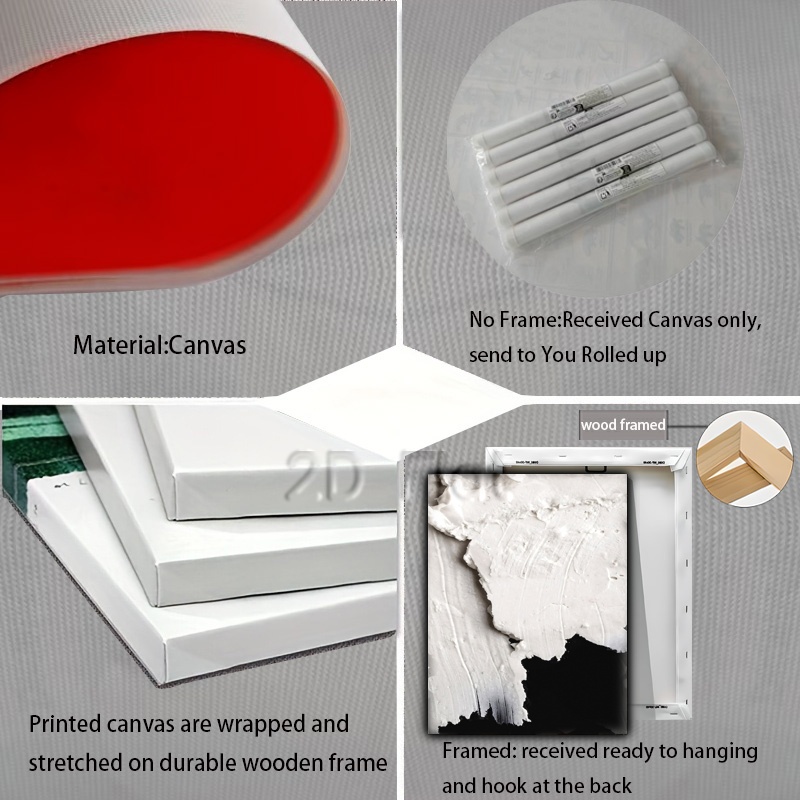 Material:Canvas
No Frame:Received Canvas only,
send to You Rolled up
wood framed
Printed canvas are wrapped and
stretched on durable wooden frame
Framed: received ready to hanging
and hook at the back